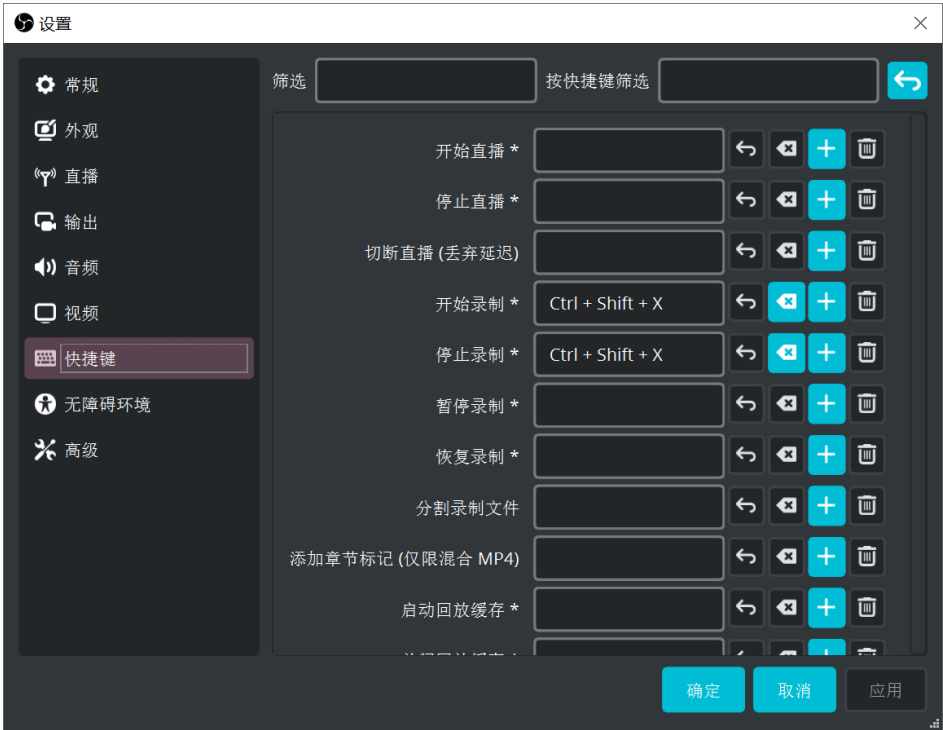 设置
常规
外观
直播
输出
音频
视频
快捷键
无障碍环境
高级
筛选
按快捷键筛选
开始直播 *
停止直播 *
切断直播 (丢弃延迟)
开始录制 * Ctrl + Shift + X
停止录制 * Ctrl + Shift + X
暂停录制 *
恢复录制 *
分割录制文件
添加章节标记 (仅限混合 MP4)
启动回放缓存 *
确定
取消
应用